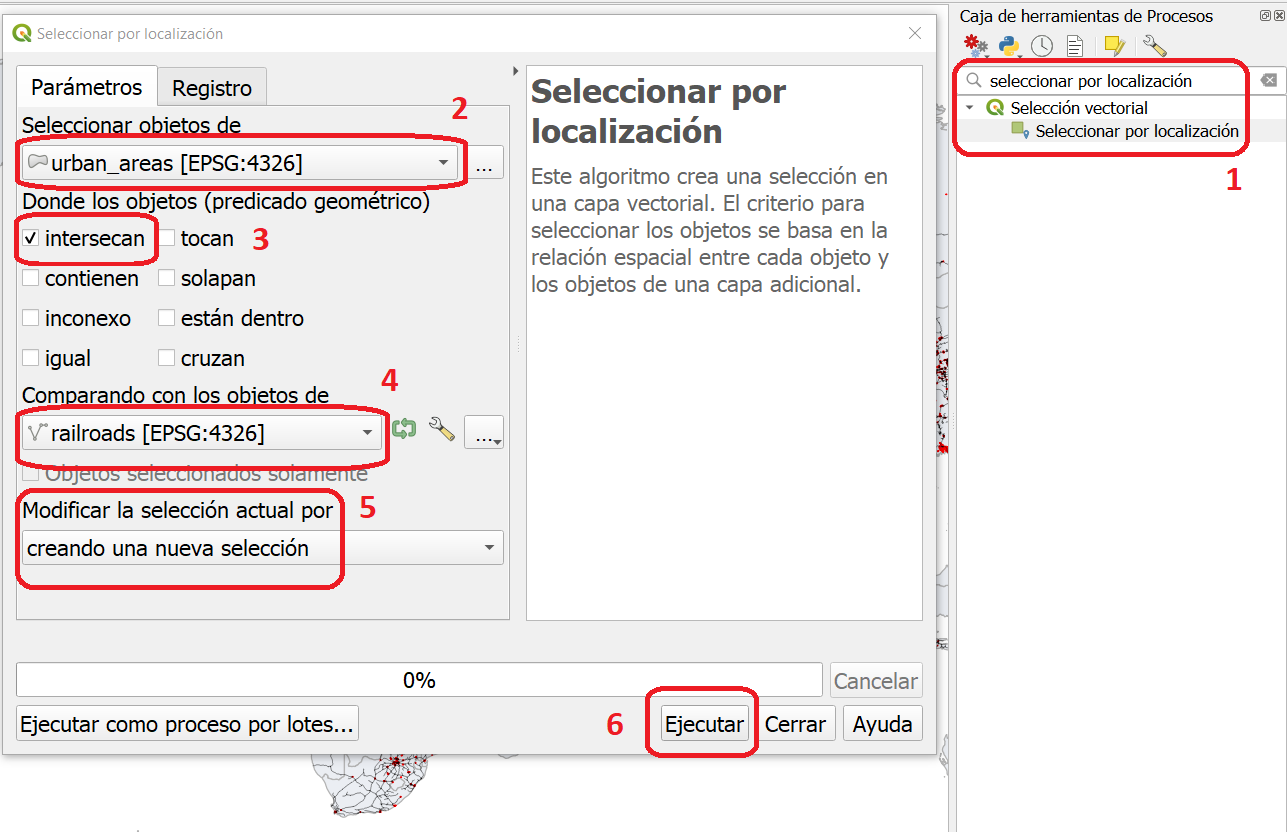 Seleccionar por localización
Parámetros
Registro
Seleccionar objetos de
2
urban_areas [EPSG:4326]
...
Donde los objetos (predicado geométrico)
intersecan
tocan
3
contienen
solapan
inconexo
están dentro
igual
cruzan
Comparando con los objetos de
4
railroads [EPSG:4326]
...
Objetos seleccionados solamente
Modificar la selección actual por
5
creando una nueva selección
Seleccionar por
localización
Este algoritmo crea una selección en
una capa vectorial. El criterio para
seleccionar los objetos se basa en la
relación espacial entre cada objeto y
los objetos de una capa adicional.
0%
Cancelar
Ejecutar como proceso por lotes...
6
Ejecutar
Cerrar
Ayuda
Caja de herramientas de Procesos
seleccionar por localización
Selección vectorial
Seleccionar por localización
1